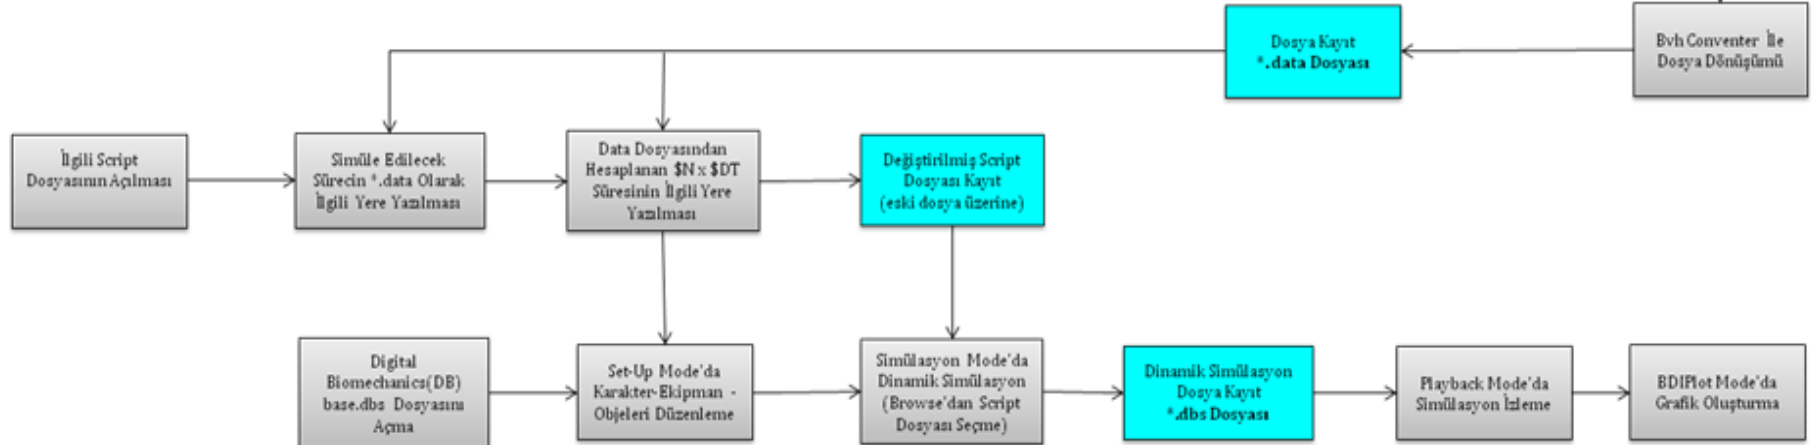 Dosya Kayıt
*.data Dosyası
Bvh Conventer İle
Dosya Dönüşümü
İlgili Script
Dosyasının Açılması
Simüle Edilecek
Sürecin *.data Olarak
İlgili Yere Yazılması
Data Dosyasından
Hesaplanan $N x $DT
Süresinin İlgili Yere
Yazılması
Değiştirilmiş Script
Dosyası Kayıt
(eski dosya üzerine)
Digital
Biomechanics(DB)
base.dbs Dosyasını
Açma
Set-Up Mode'da
Karakter-Ekipman -
Objeleri Düzenleme
Simülasyon Mode'da
Dinamik Simülasyon
(Browse'dan Script
Dosyası Seçme)
Dinamik Simülasyon
Dosya Kayıt
*.dbs Dosyası
Playback Mode'da
Simülasyon İzleme
BDIPlot Mode'da
Grafik Oluşturma